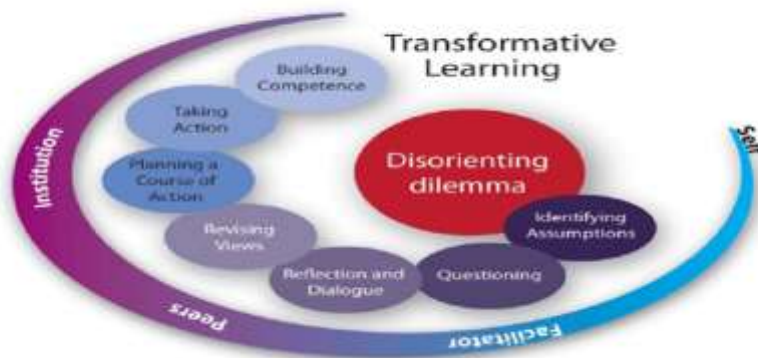 Transformative
Learning
Disorienting
dilemma
Identifying
Assumptions
Questioning
Reflection and
Dialogue
Revising
Views
Planning a
Course of
Action
Taking
Action
Building
Competence
Self
Facilitator
Peers
Institution